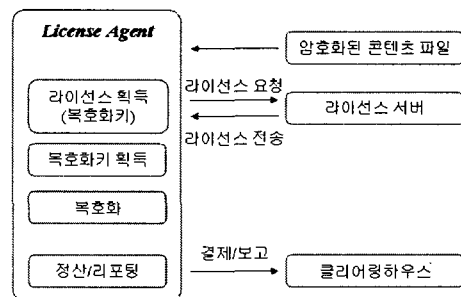 License Agent
암호화된 콘텐츠 파일
라이선스 요청
라이선스 획득
(복호화키)
라이선스 서버
라이선스 전송
복호화키 획득
복호화
결제/보고
정산/리포팅
클리어링하우스